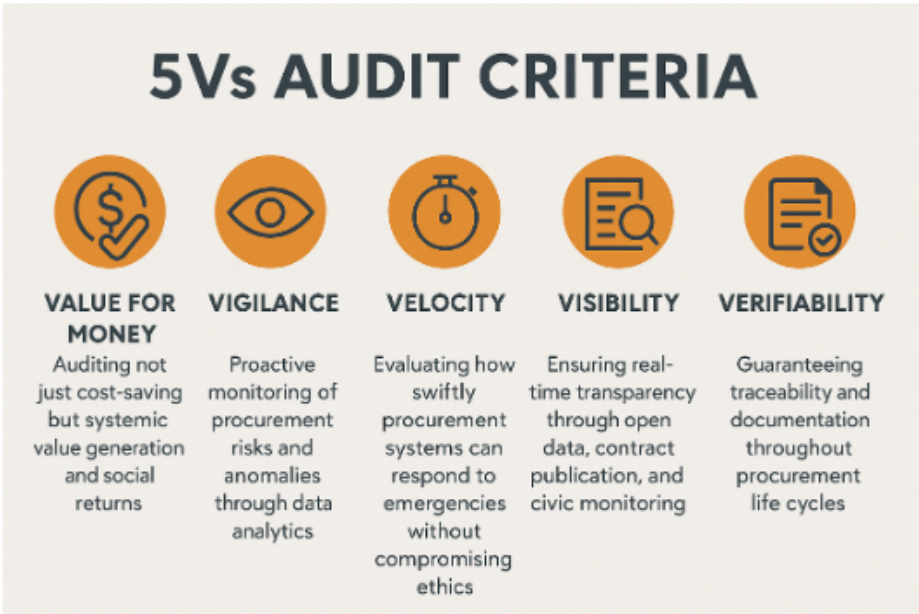 5Vs AUDIT CRITERIA
VALUE FOR
MONEY
Auditing not
just cost-saving
but systemic
value generation
and social
returns
VIGILANCE
Proactive
monitoring of
procurement
risks and
anomalies
through data
analytics
VELOCITY
Evaluating how
swiftly
procurement
systems can
respond to
emergencies
without
compromising
ethics
VISIBILITY
Ensuring real-
time transparency
through open
data, contract
publication, and
civic monitoring
VERIFIABILITY
Guaranteeing
traceability and
documentation
throughout
procurement
life cycles